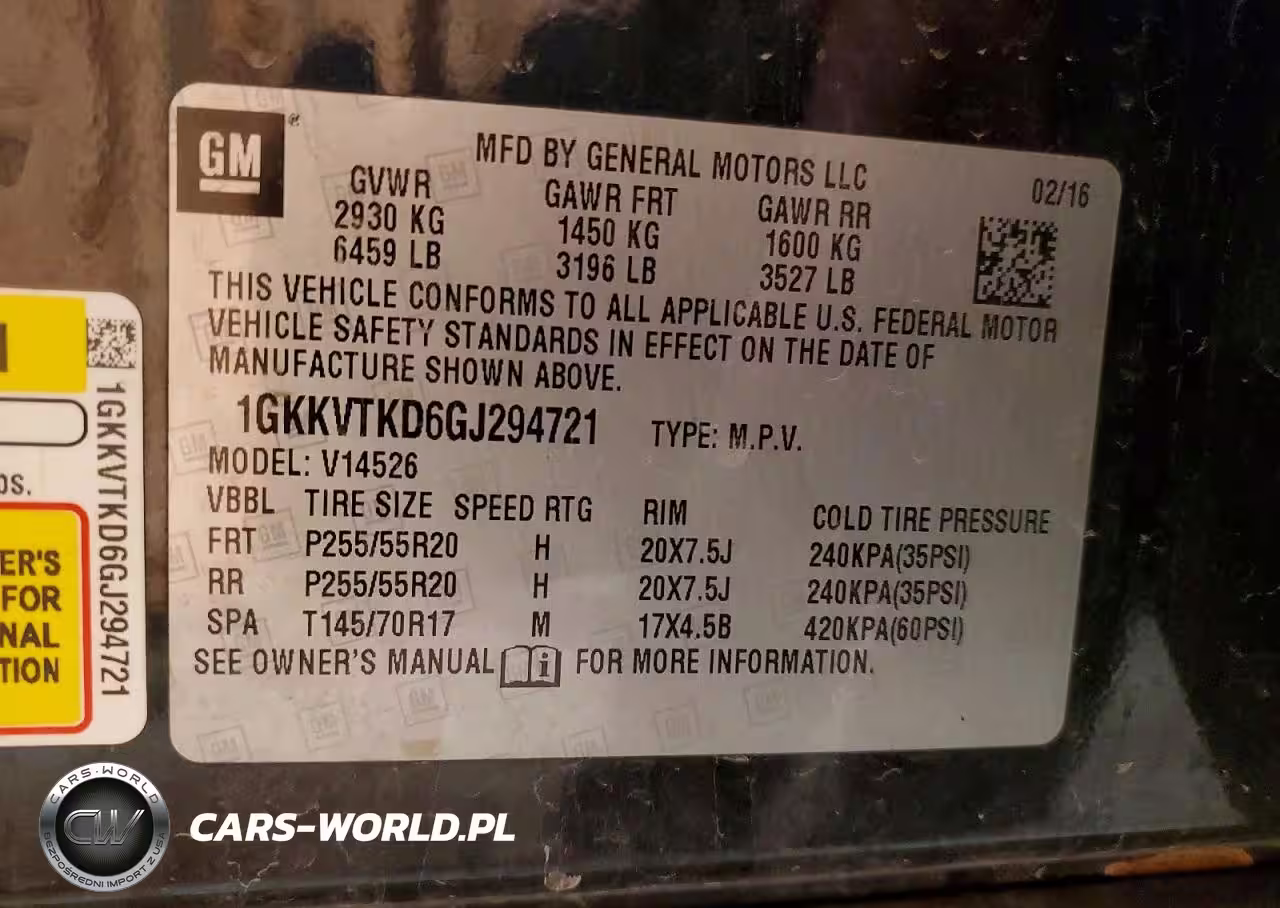 GM
MFD BY GENERAL MOTORS LLC
02/16
GVWR GAWR FRT GAWR RR
2930 KG 1450 KG 1600 KG
6459 LB 3196 LB 3527 LB
THIS VEHICLE CONFORMS TO ALL APPLICABLE U.S. FEDERAL MOTOR
VEHICLE SAFETY STANDARDS IN EFFECT ON THE DATE OF
MANUFACTURE SHOWN ABOVE.
1GKKVTKD6GJ294721 TYPE: M.P.V.
MODEL: V14526
VBBL TIRE SIZE SPEED RTG RIM COLD TIRE PRESSURE
FRT P255/55R20 H 20X7.5J 240KPA(35PSI)
RR P255/55R20 H 20X7.5J 240KPA(35PSI)
SPA T145/70R17 M 17X4.5B 420KPA(60PSI)
SEE OWNER'S MANUAL i FOR MORE INFORMATION.
1GKKVTKD6GJ294721
OS.
ER'S
FOR
NAL
TION
CARS-WORLD
CW
BEZPOŚREDNI IMPORT Z USA
CARS-WORLD.PL